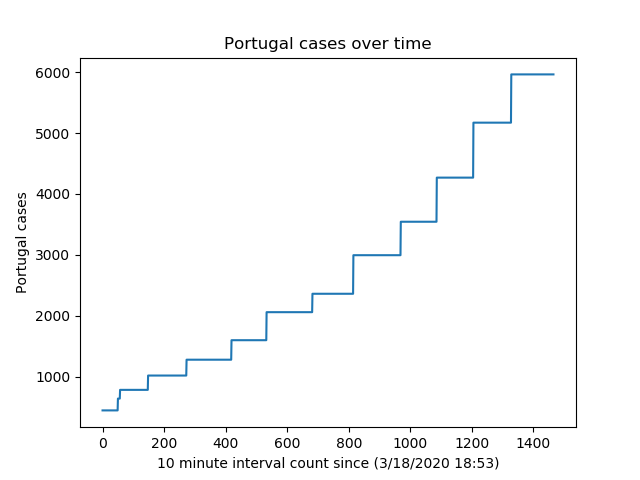 Portugal cases over time
6000
5000
4000
3000
2000
1000
Portugal cases
0 200 400 600 800 1000 1200 1400
10 minute interval count since (3/18/2020 18:53)